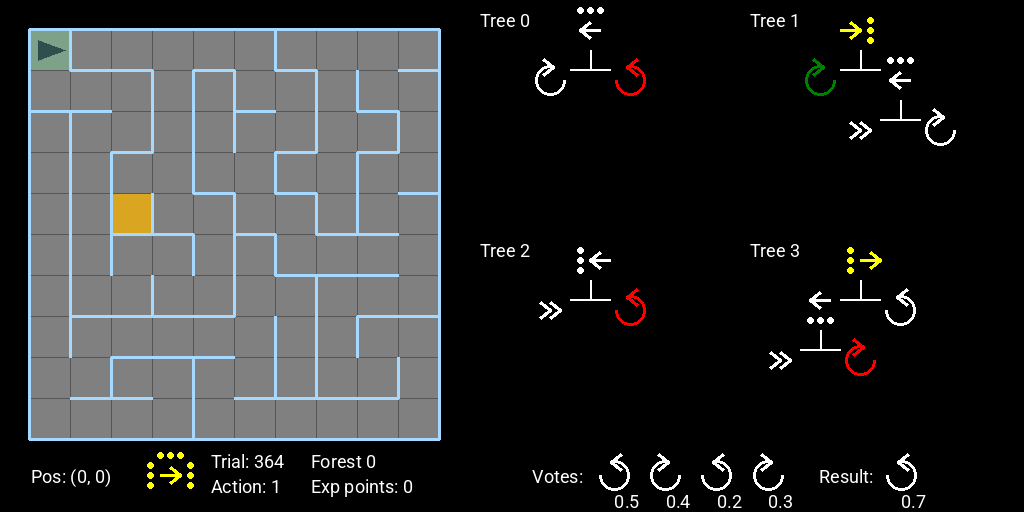 Tree 0
Tree 1
Tree 2
Tree 3
Pos: (0, 0)
Trial: 364
Forest 0
Action: 1
Exp points: 0
Votes:
0.5
0.4
0.2
0.3
Result:
0.7